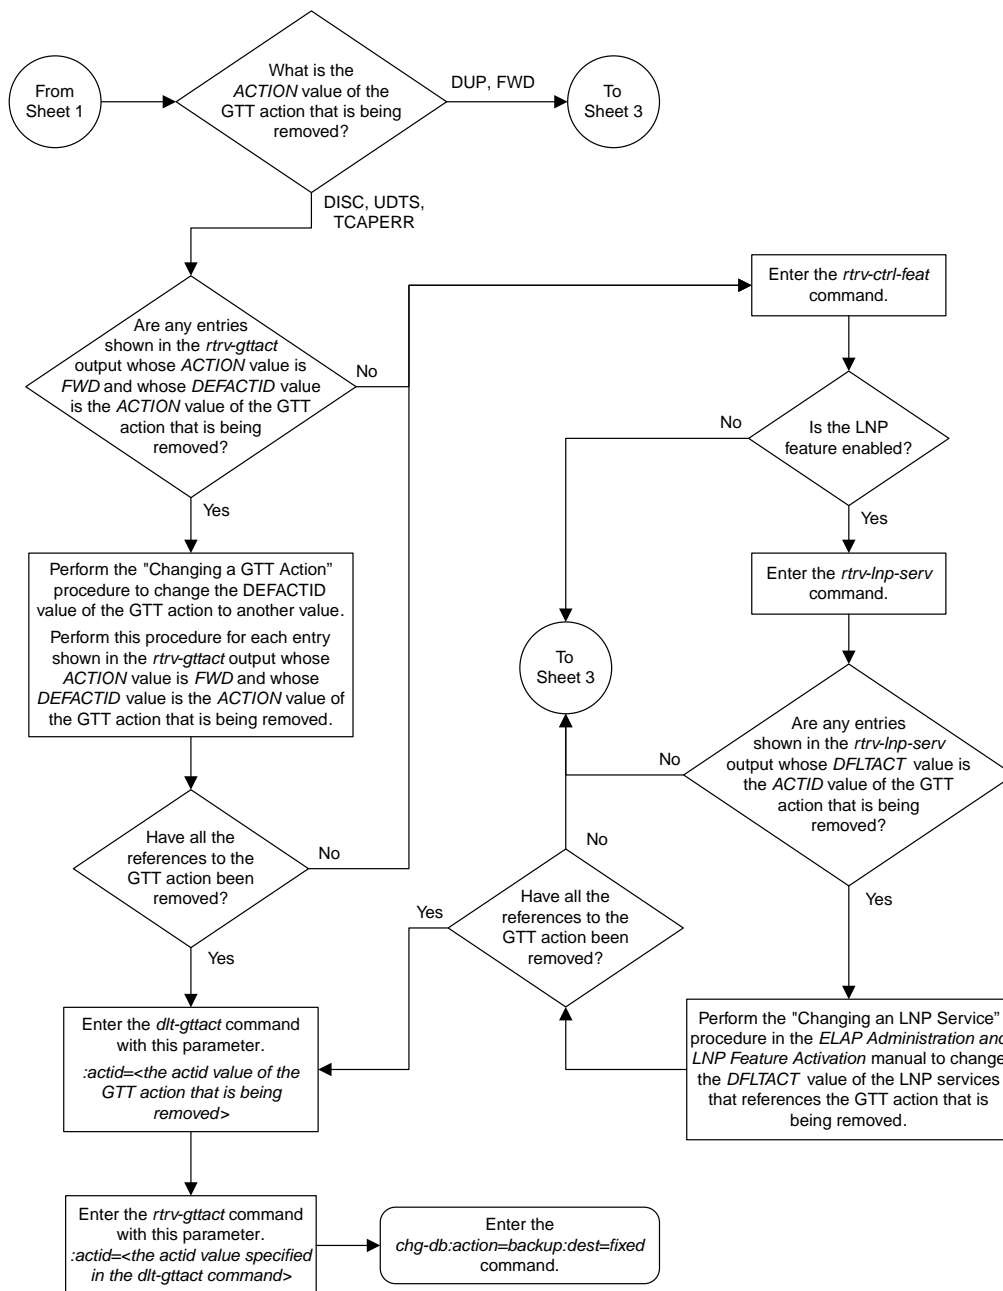 From
Sheet 1
What is the
ACTION value of the
GTT action that is being
removed?
DUP, FWD
To
Sheet 3
DISC, UDTS,
TCAPERR
Are any entries
shown in the rtrv-gttact
output whose ACTION value is
FWD and whose DEFACTID value
is the ACTION value of the GTT
action that is being
removed?
No
Yes
Enter the rtrv-ctrl-feat
command.
Is the LNP
feature enabled?
No
Yes
Perform the "Changing a GTT Action”
procedure to change the DEFACTID
value of the GTT action to another value.
Perform this procedure for each entry
shown in the rtrv-gttact output whose
ACTION value is FWD and whose
DEFACTID value is the ACTION value of
the GTT action that is being removed.
Enter the rtrv-lnp-serv
command.
To
Sheet 3
Are any entries
shown in the rtrv-lnp-serv
output whose DFLTACT value is
the ACTID value of the GTT
action that is being
removed?
No
Yes
Have all the
references to the
GTT action been
removed?
No
Yes
Have all the
references to the
GTT action been
removed?
No
Yes
Perform the "Changing an LNP Service”
procedure in the ELAP Administration and
LNP Feature Activation manual to change
the DFLTACT value of the LNP services
that references the GTT action that is
being removed.
Enter the dlt-gttact command
with this parameter.
:actid=<the actid value of the
GTT action that is being
removed>
Enter the rtrv-gttact command
with this parameter.
:actid=<the actid value specified
in the dlt-gttact command>
Enter the
chg-db:action=backup:dest=fixed
command.